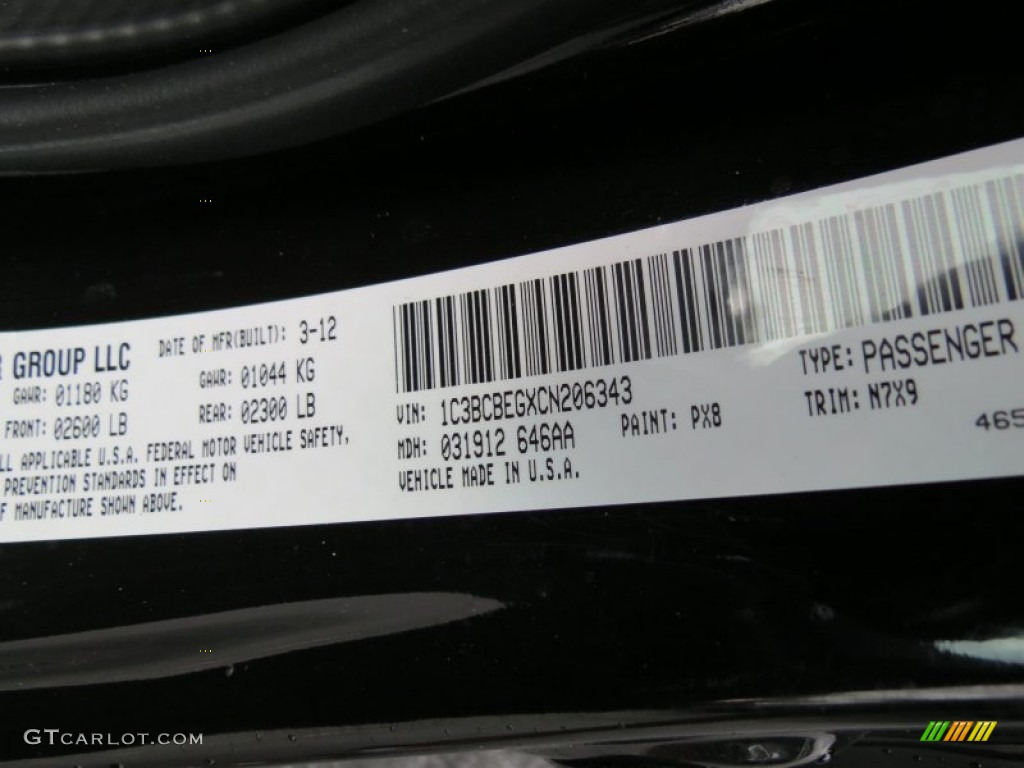 R GROUP LLC
DATE OF MFR(BUILT): 3-12
GAWR: 01180 KG
GAWR: 01044 KG
FRONT: 02600 LB
REAR: 02300 LB
LL APPLICABLE U.S.A. FEDERAL MOTOR VEHICLE SAFETY,
PREVENTION STANDARDS IN EFFECT ON
F MANUFACTURE SHOWN ABOVE.
VIN: 1C3BCBEGXCN206343
MDH: 031912 646AA
PAINT: PX8
VEHICLE MADE IN U.S.A.
TYPE: PASSENGER
TRIM: N7X9
465
GTCARLOT.COM